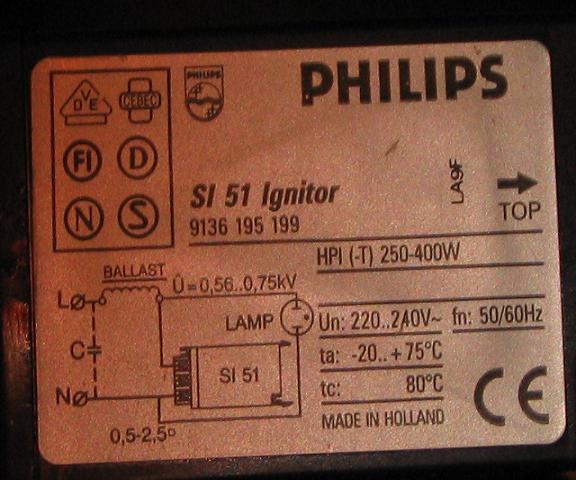 VDE
CEBEC
PHILIPS
PHILIPS
FI
D
N
S
SI 51 Ignitor
9136 195 199
LA9F
TOP
HPI (-T) 250-400W
BALLAST
Û=0,56..0,75kV
LØ
LAMP
C
SI 51
NØ
0,5-2,5□
Un: 220..240V~ fn: 50/60Hz
ta: -20..+75°C
tc: 80°C
MADE IN HOLLAND
CE